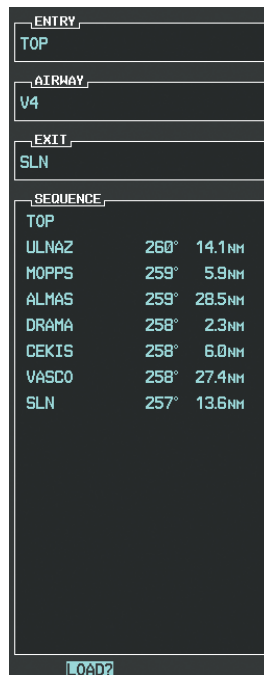 ENTRY
TOP
AIRWAY
V4
EXIT
SLN
SEQUENCE
TOP
ULNAZ 260° 14.1NM
MOPPS 259° 5.9NM
ALMAS 259° 28.5NM
DRAMA 258° 2.3NM
CEKIS 258° 6.0NM
VASCO 258° 27.4NM
SLN 257° 13.6NM
LOAD?